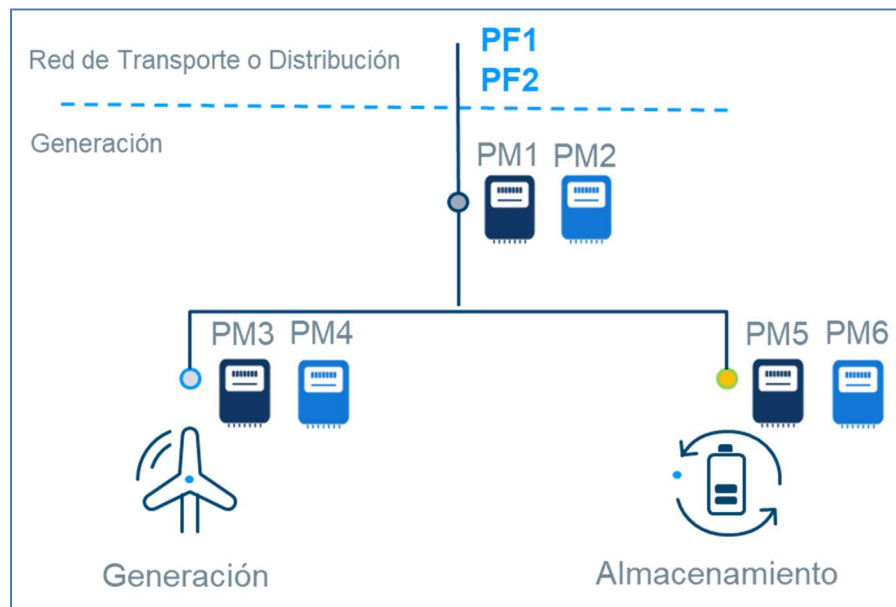 Red de Transporte o Distribución
PF1
PF2
Generación
PM1 PM2
PM3 PM4
PM5 PM6
Generación
Almacenamiento